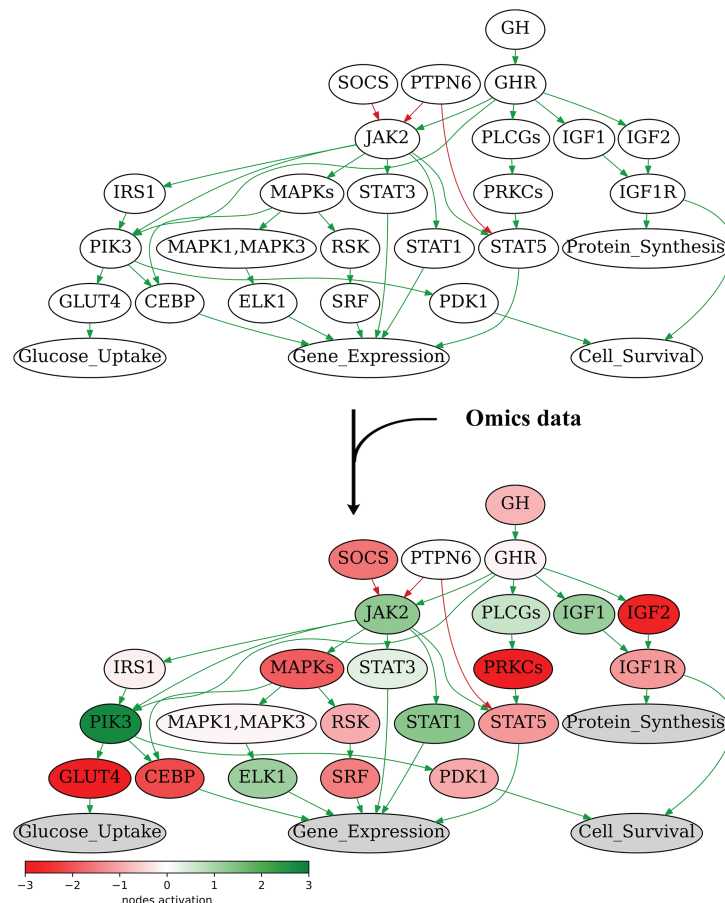 GH
SOCS PTPN6 GHR
JAK2 PLCGs IGF1 IGF2
IRS1 MAPKs STAT3 PRKCs IGF1R
PIK3 MAPK1,MAPK3 RSK STAT1 STAT5 Protein_Synthesis
GLUT4 CEBP ELK1 SRF PDK1
Glucose_Uptake Gene_Expression Cell_Survival
Omics data
GH
SOCS PTPN6 GHR
JAK2 PLCGs IGF1 IGF2
IRS1 MAPKs STAT3 PRKCs IGF1R
PIK3 MAPK1,MAPK3 RSK STAT1 STAT5 Protein_Synthesis
GLUT4 CEBP ELK1 SRF PDK1
Glucose_Uptake Gene_Expression Cell_Survival
−3 −2 −1 0 1 2 3
nodes activation